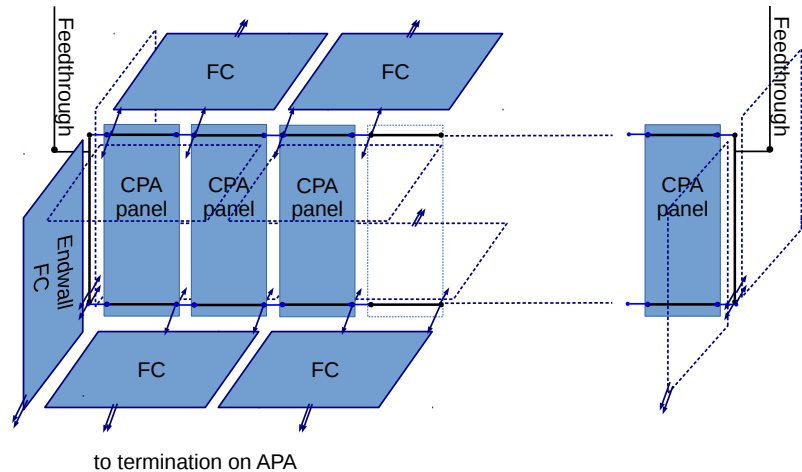 Feedthrough
Feedthrough
FC
FC
CPA
panel
CPA
panel
CPA
panel
CPA
panel
Endwall
FC
FC
FC
to termination on APA